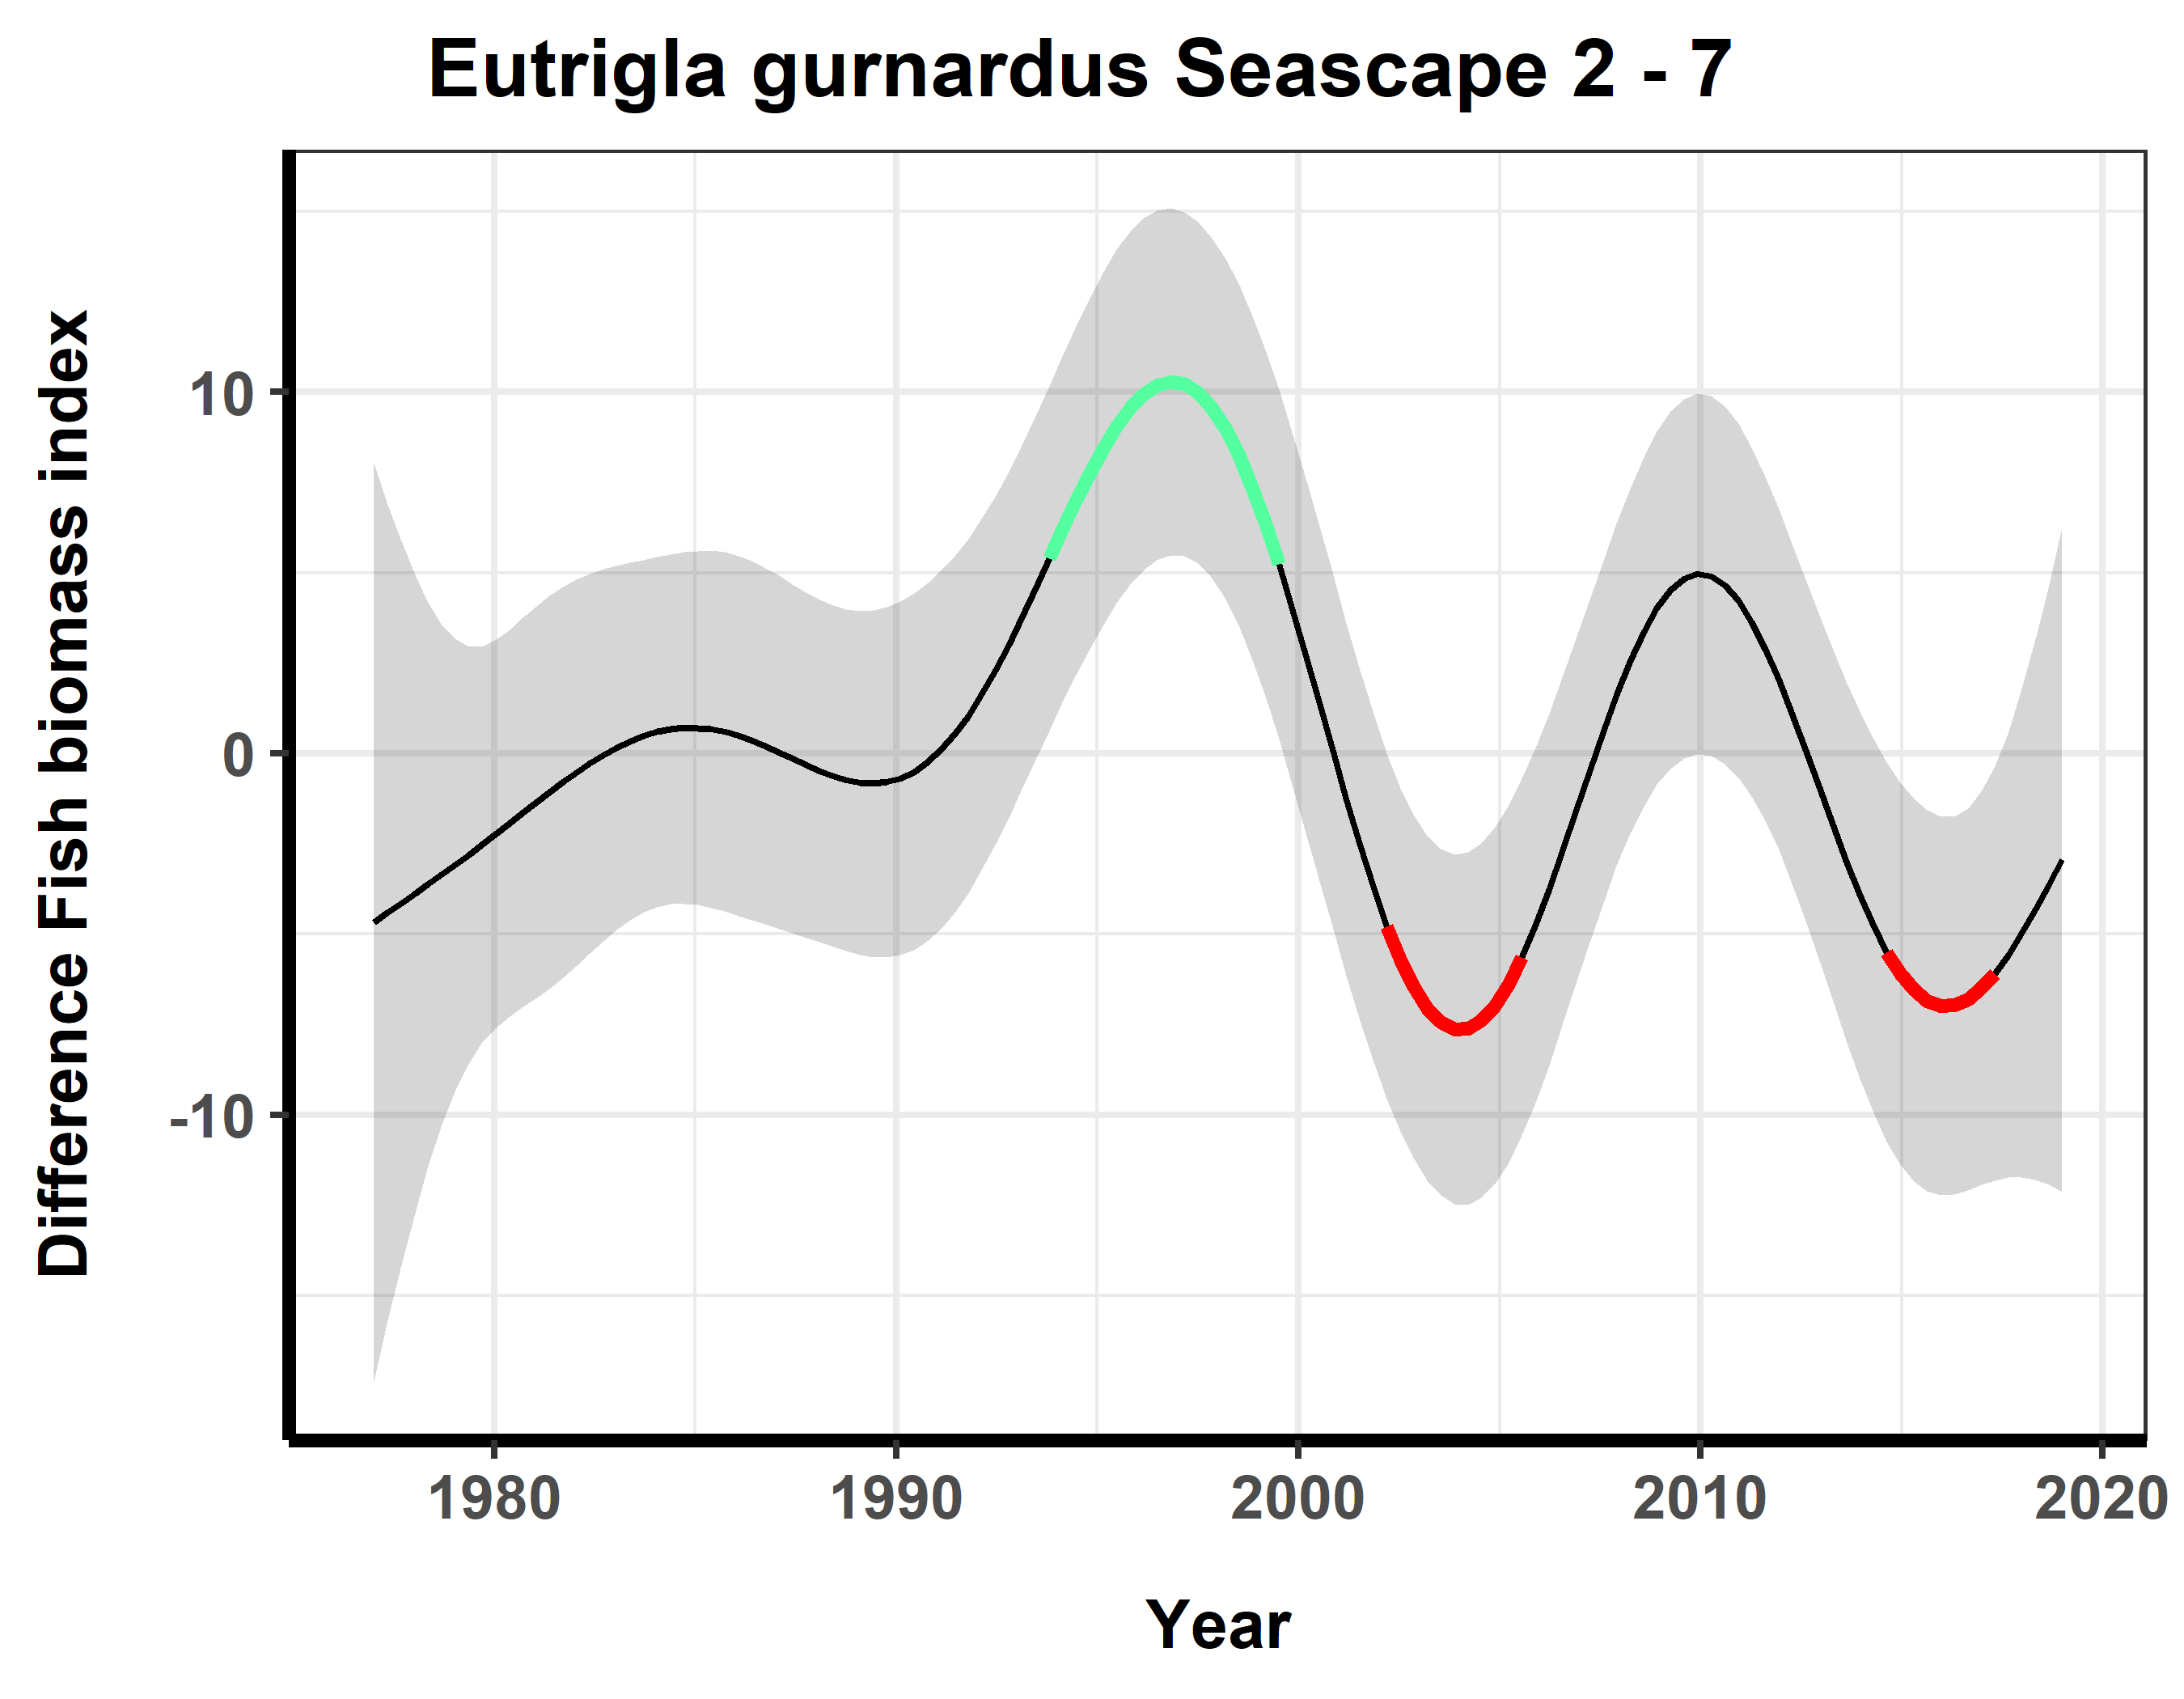 Eutrigla gurnardus Seascape 2 - 7
Difference Fish biomass index
10
0
-10
1980 1990 2000 2010 2020
Year